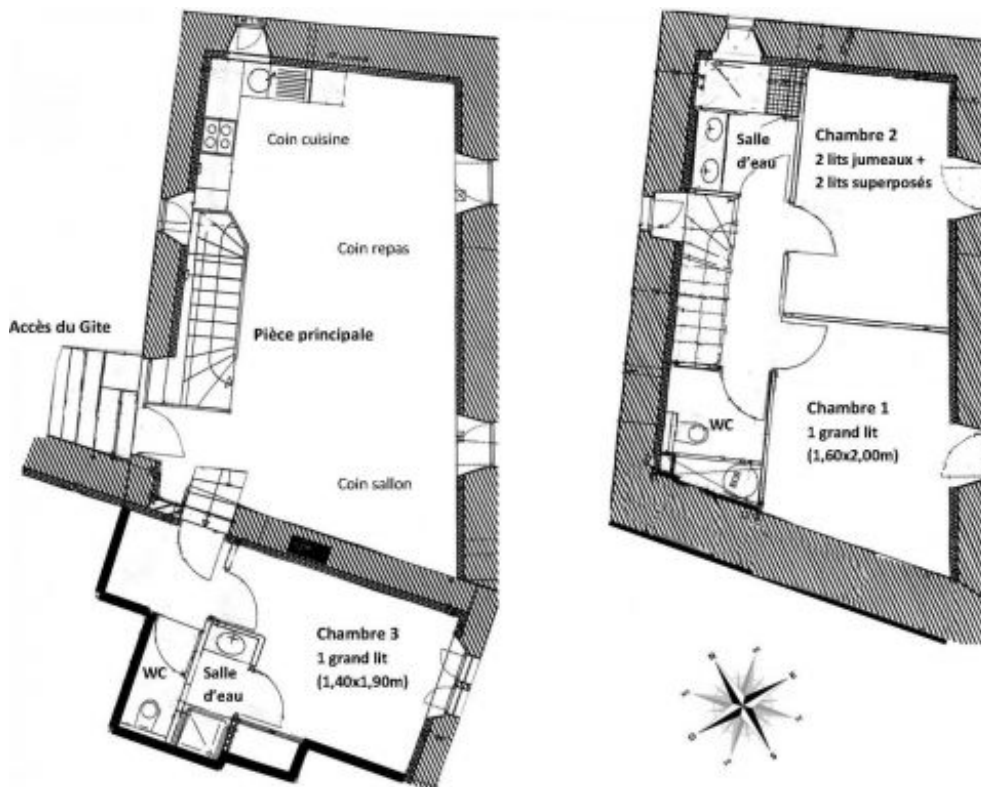 Coin cuisine
Coin repas
Accès du Gite
Pièce principale
Coin sallon
Chambre 3
1 grand lit
(1,40x1,90m)
WC
Salle
d'eau
Salle
d'eau
Chambre 2
2 lits jumeaux +
2 lits superposés
Chambre 1
1 grand lit
(1,60x2,00m)
WC